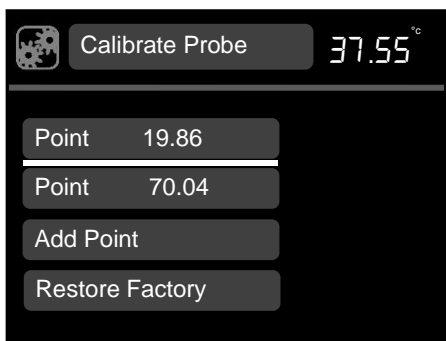 Calibrate Probe 37.55 °c
Point 19.86
Point 70.04
Add Point
Restore Factory